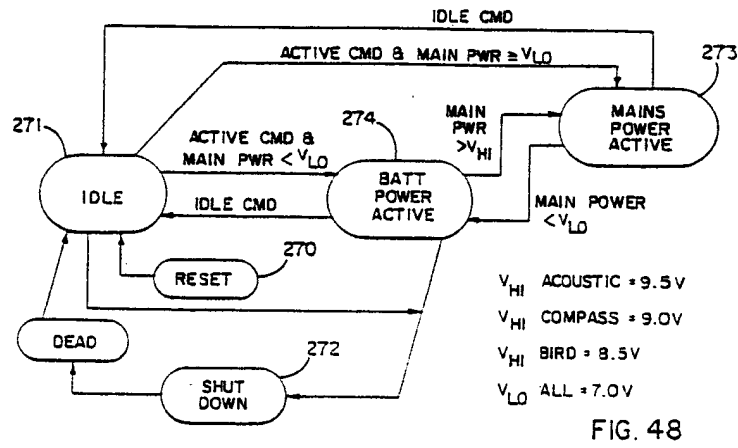 IDLE CMD
ACTIVE CMD & MAIN PWR ≥ VLO
273
271
274
MAIN
PWR
>VHI
MAINS
POWER
ACTIVE
ACTIVE CMD &
MAIN PWR < VLO
BATT
POWER
ACTIVE
IDLE
IDLE CMD
MAIN POWER
<VLO
270
RESET
VHI ACOUSTIC = 9.5V
VHI COMPASS = 9.0V
DEAD
272
VHI BIRD = 8.5V
SHUT
DOWN
VLO ALL = 7.0V
FIG. 48